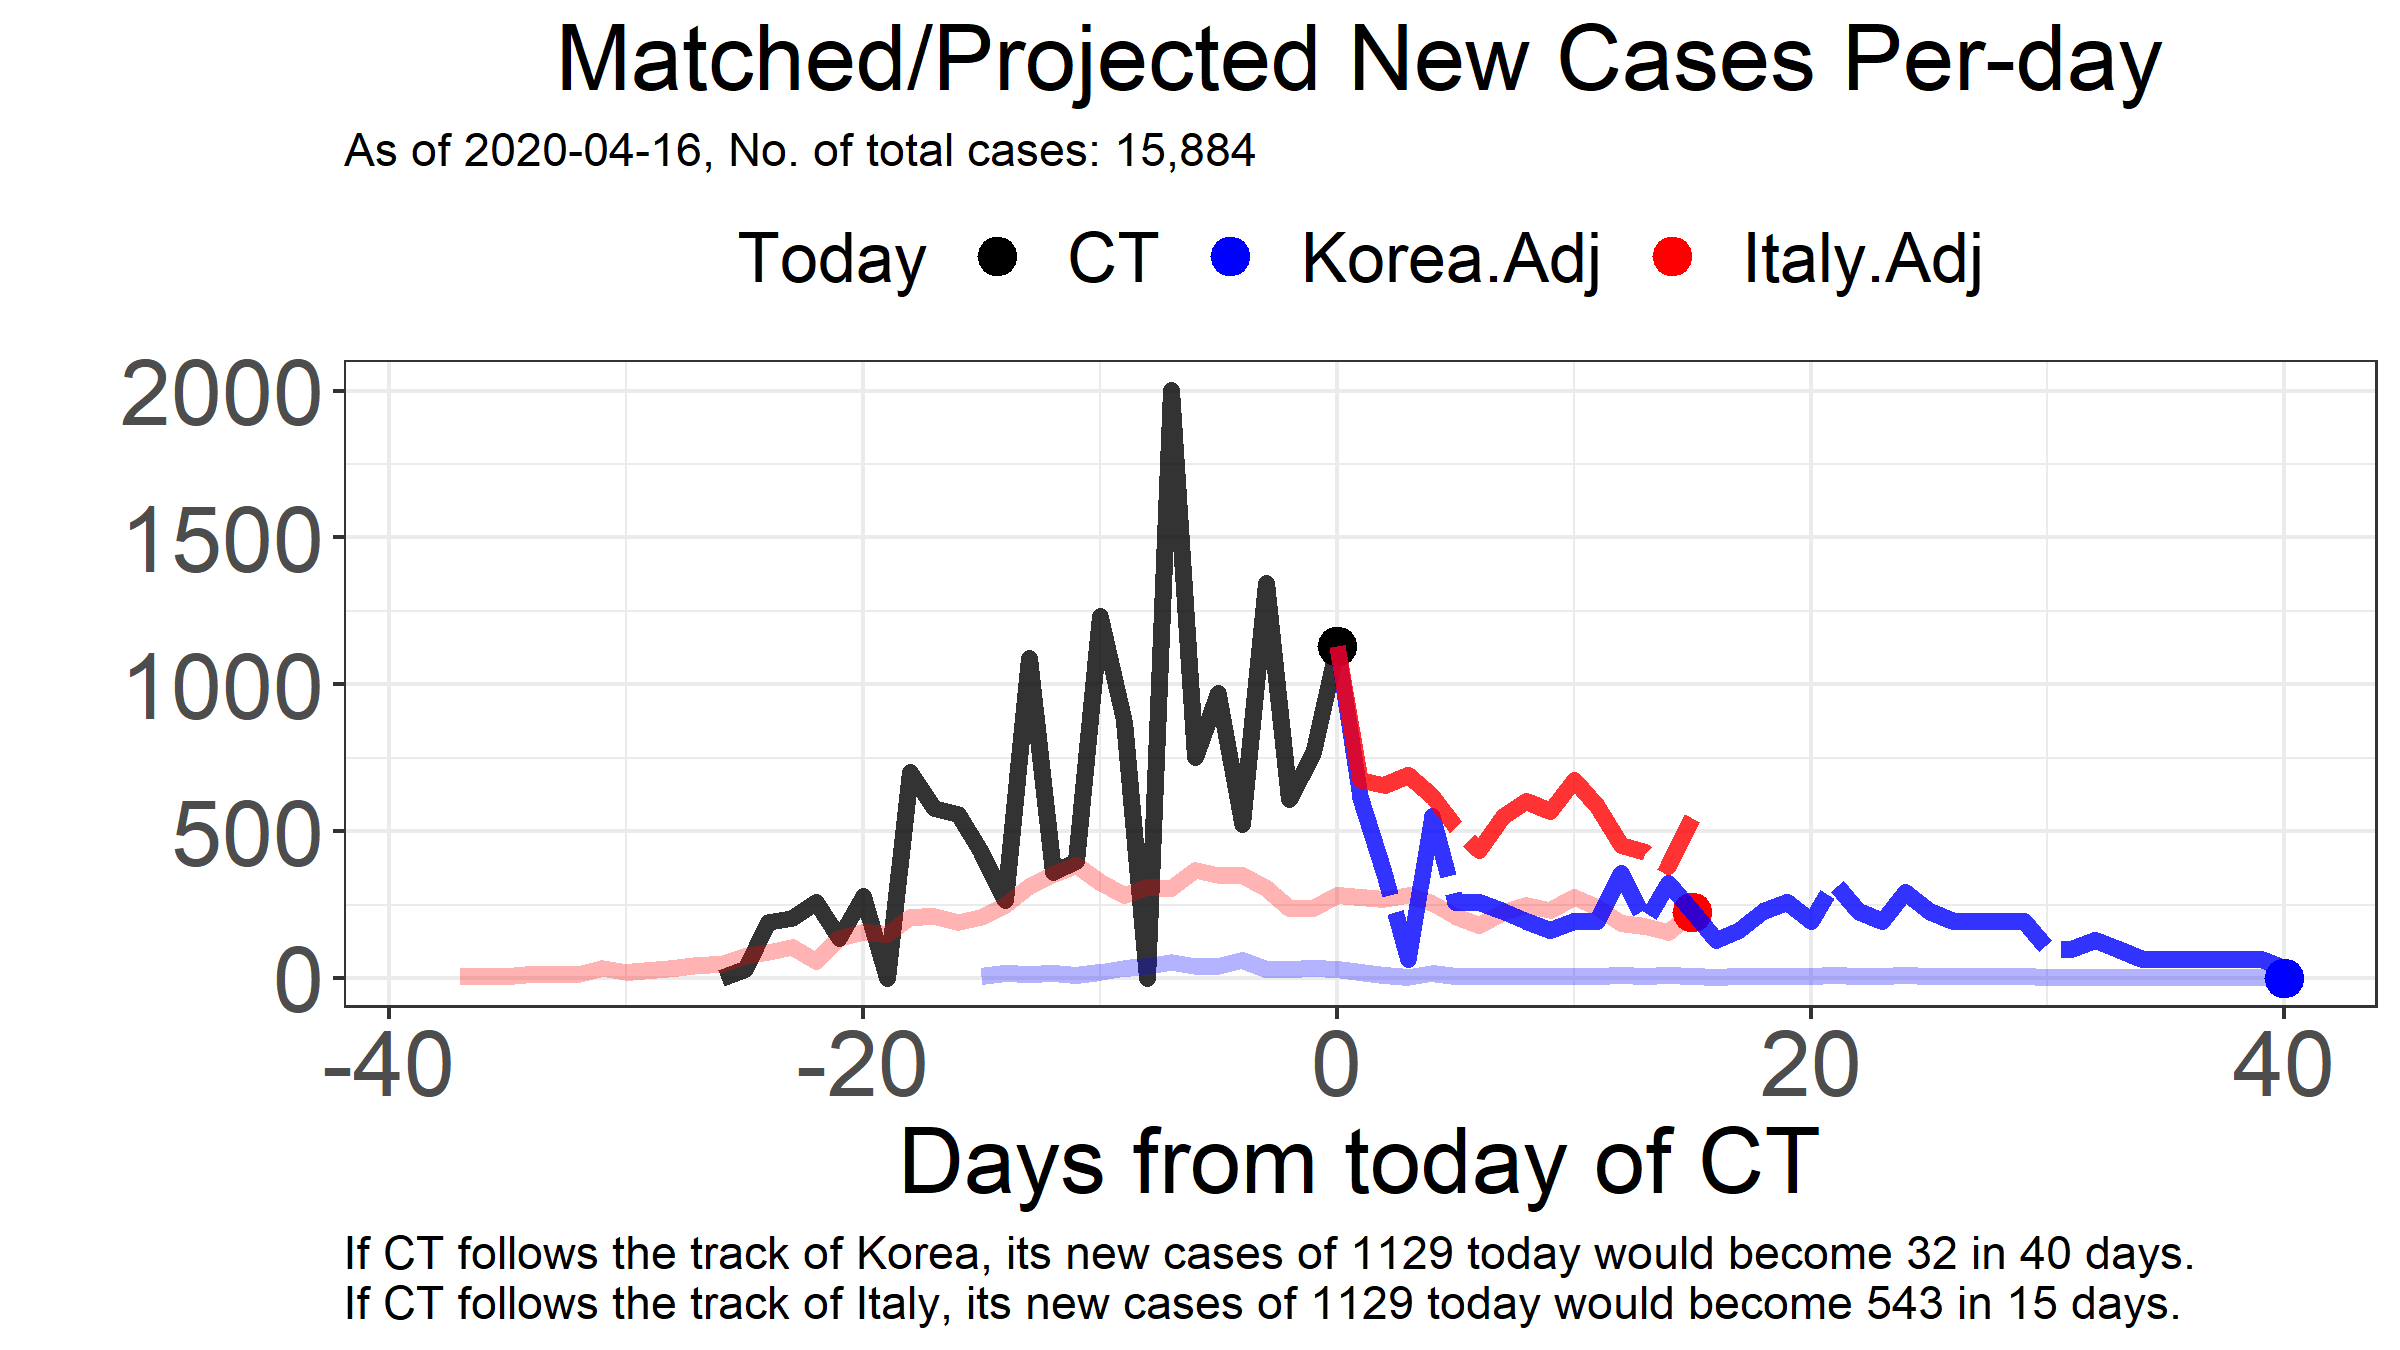 Matched/Projected New Cases Per-day
As of 2020-04-16, No. of total cases: 15,884
Today CT Korea.Adj Italy.Adj
2000
1500
1000
500
0
-40 -20 0 20 40
Days from today of CT
If CT follows the track of Korea, its new cases of 1129 today would become 32 in 40 days.
If CT follows the track of Italy, its new cases of 1129 today would become 543 in 15 days.